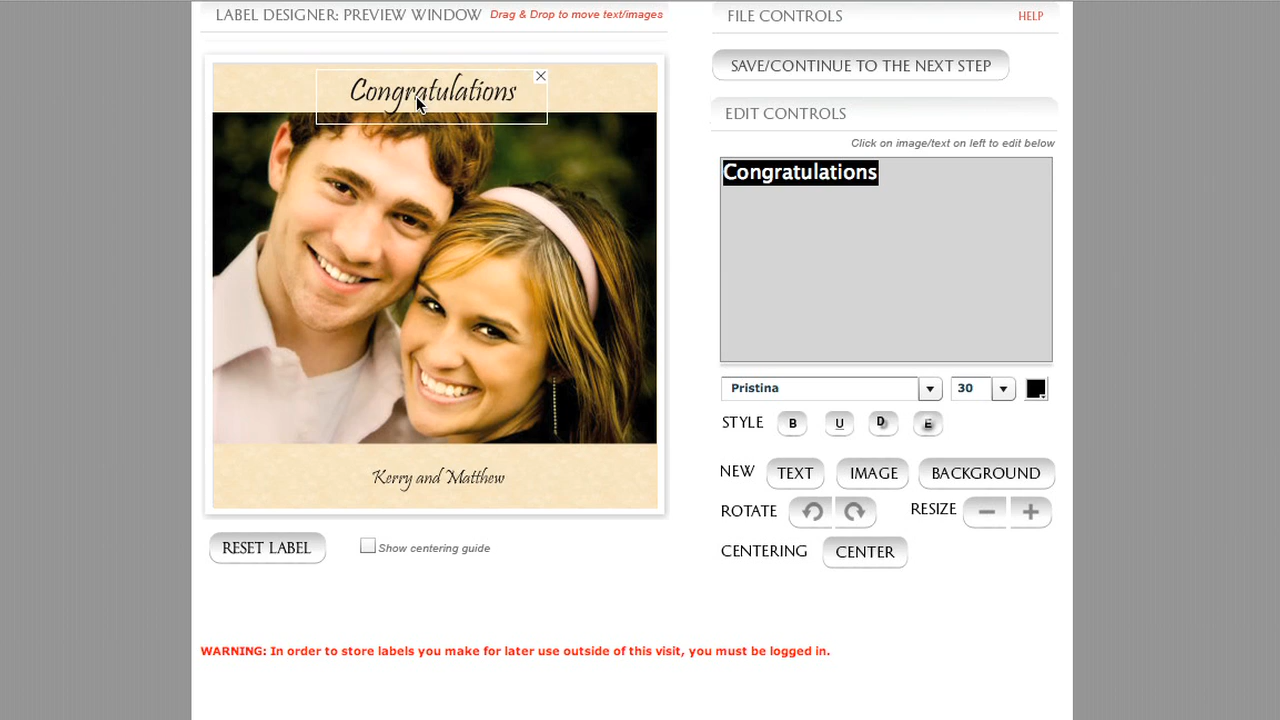 LABEL DESIGNER: PREVIEW WINDOW Drag & Drop to move text/images
Congratulations
Kerry and Matthew
RESET LABEL
Show centering guide
FILE CONTROLS HELP
SAVE/CONTINUE TO THE NEXT STEP
EDIT CONTROLS
Click on image/text on left to edit below
Congratulations
Pristina 30
STYLE B U D E
NEW TEXT IMAGE BACKGROUND
ROTATE RESIZE
CENTERING CENTER
WARNING: In order to store labels you make for later use outside of this visit, you must be logged in.